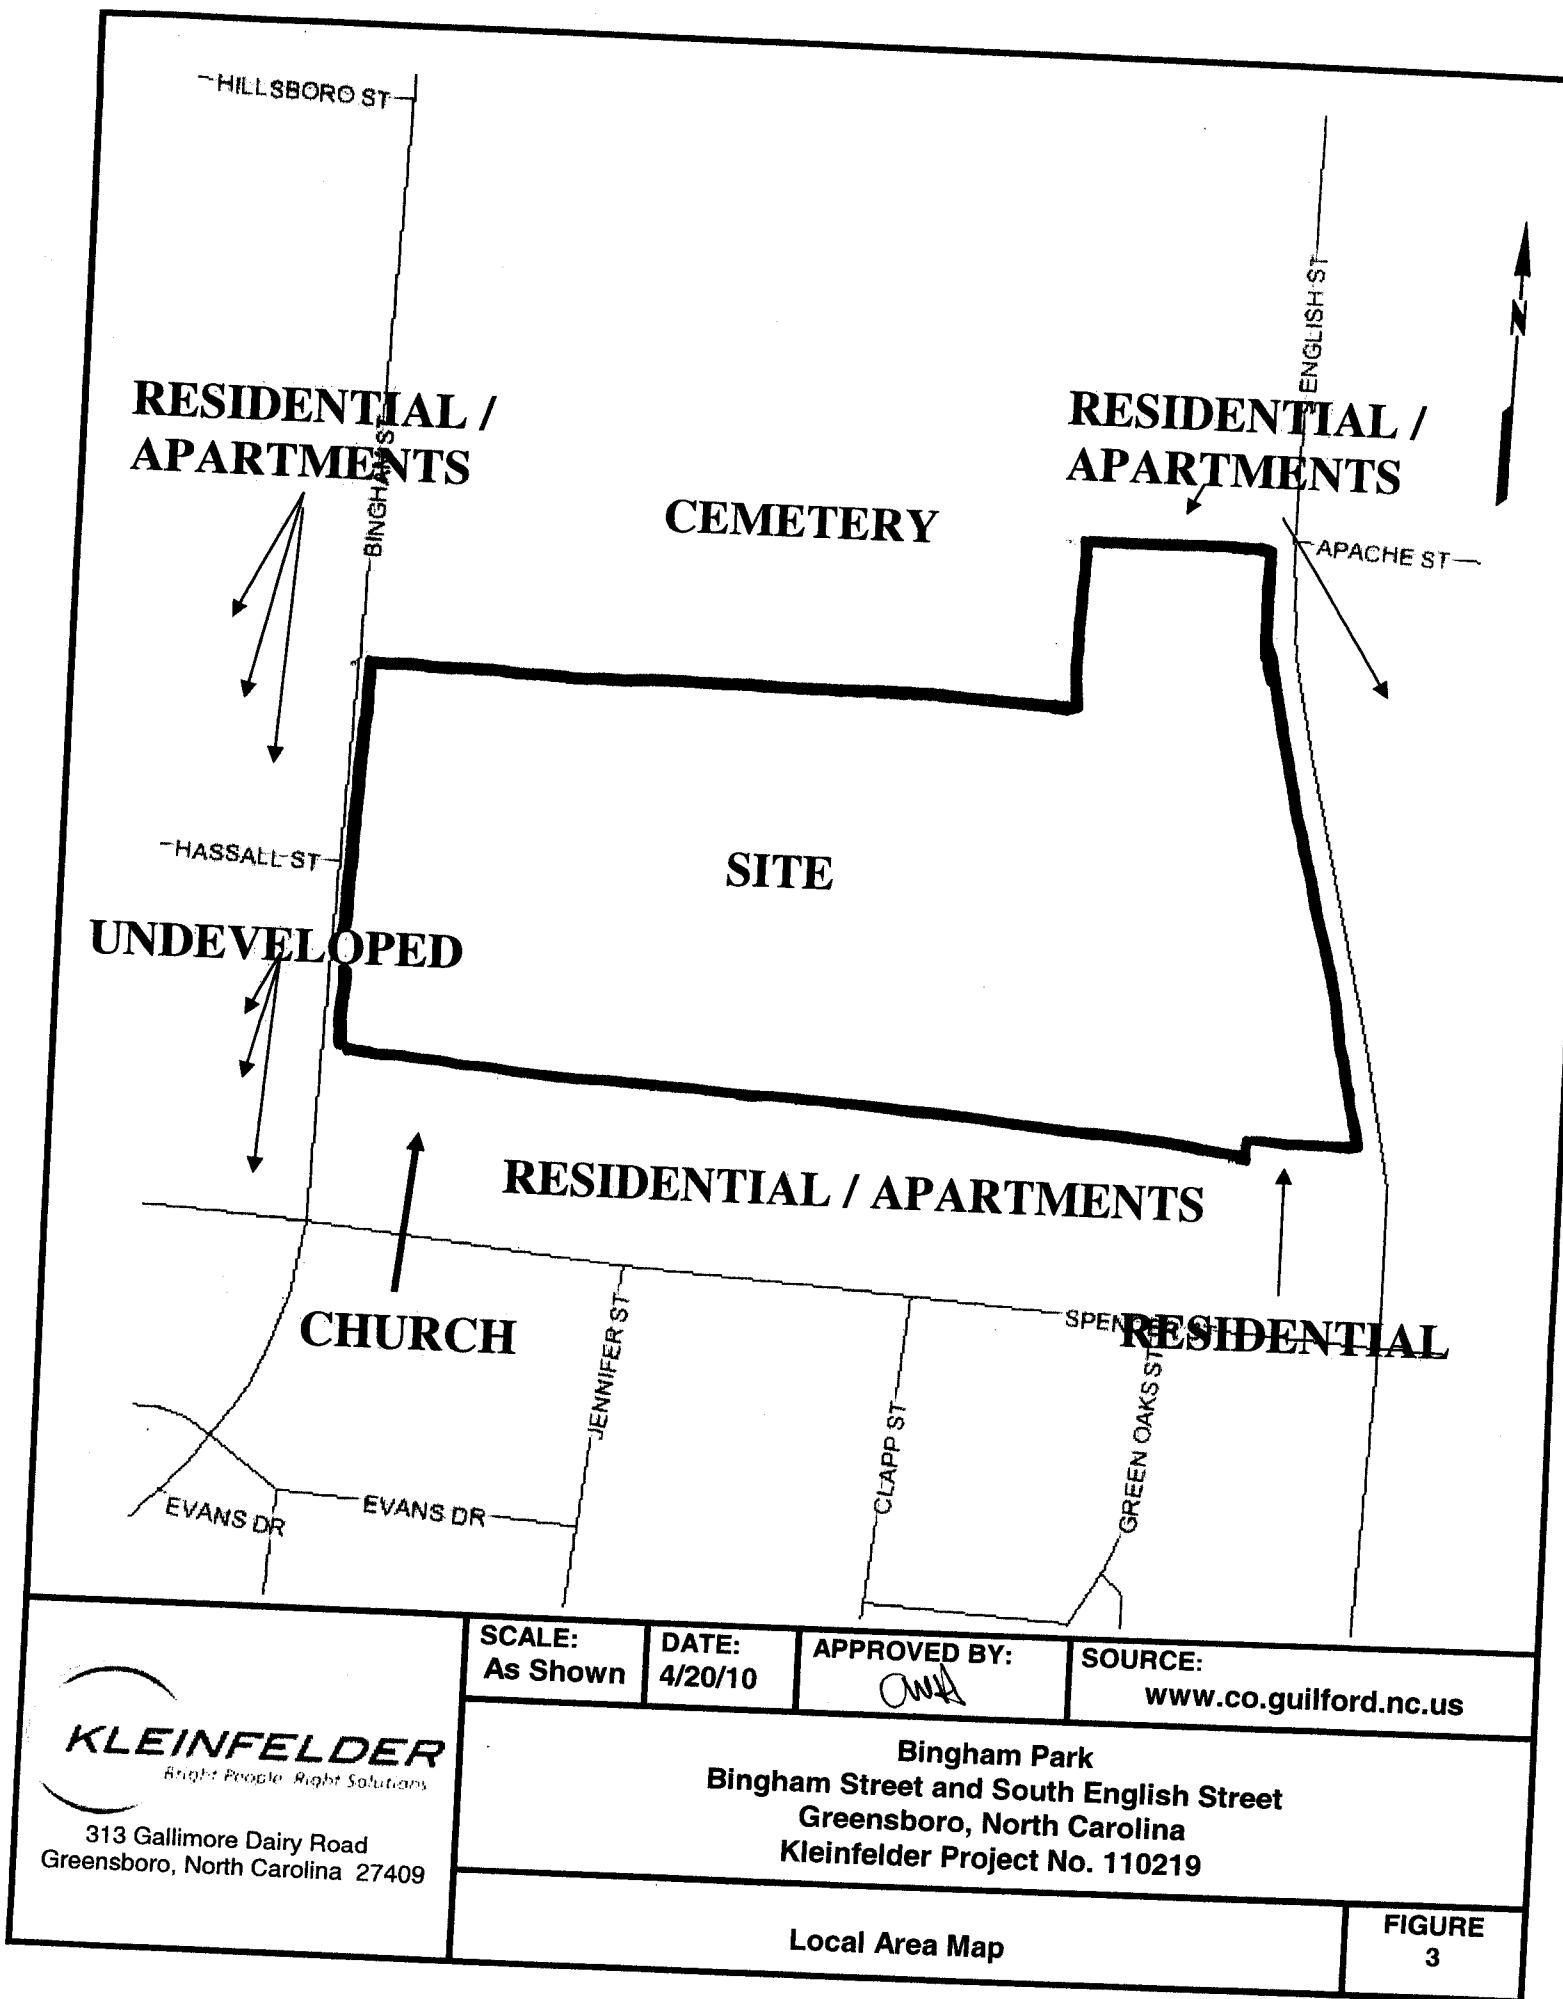 HILLSBORO ST
S ENGLISH ST
N
RESIDENTIAL /
APARTMENTS
BINGHAM ST
RESIDENTIAL /
APARTMENTS
CEMETERY
APACHE ST
HASSALL ST
SITE
UNDEVELOPED
RESIDENTIAL / APARTMENTS
CHURCH
JENNIFER ST
RESIDENTIAL
CLAPP ST
GREEN OAKS ST
EVANS DR
EVANS DR
SCALE:
As Shown
DATE:
4/20/10
APPROVED BY:
SOURCE:
www.co.guilford.nc.us
KLEINFELDER
Bright People. Right Solutions
313 Gallimore Dairy Road
Greensboro, North Carolina 27409
Bingham Park
Bingham Street and South English Street
Greensboro, North Carolina
Kleinfelder Project No. 110219
Local Area Map
FIGURE
3